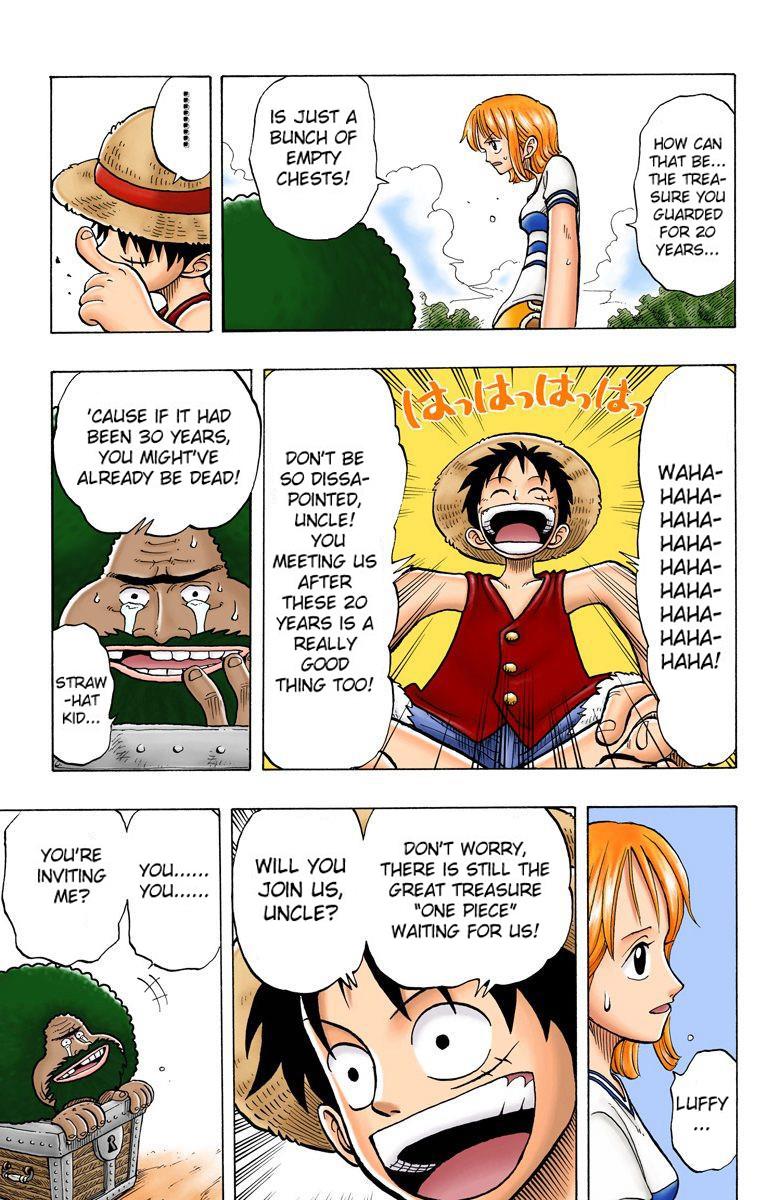 HOW CAN
THAT BE...
THE TREA-
SURE YOU
GUARDED
FOR 20
YEARS...
IS JUST A
BUNCH OF
EMPTY
CHESTS!
..........
はっはっはっはっ
WAHA-
HAHA-
HAHA-
HAHA-
HAHA-
HAHA-
HAHA-
HAHA-
HAHA!
DON'T BE
SO DISSA-
POINTED,
UNCLE!
YOU
MEETING US
AFTER
THESE 20
YEARS IS A
REALLY
GOOD
THING TOO!
'CAUSE IF IT HAD
BEEN 30 YEARS,
YOU MIGHT'VE
ALREADY BE DEAD!
STRAW
-HAT
KID...
LUFFY
...
DON'T WORRY,
THERE IS STILL THE
GREAT TREASURE
"ONE PIECE"
WAITING FOR US!
WILL YOU
JOIN US,
UNCLE?
YOU......
YOU......
YOU'RE
INVITING
ME?